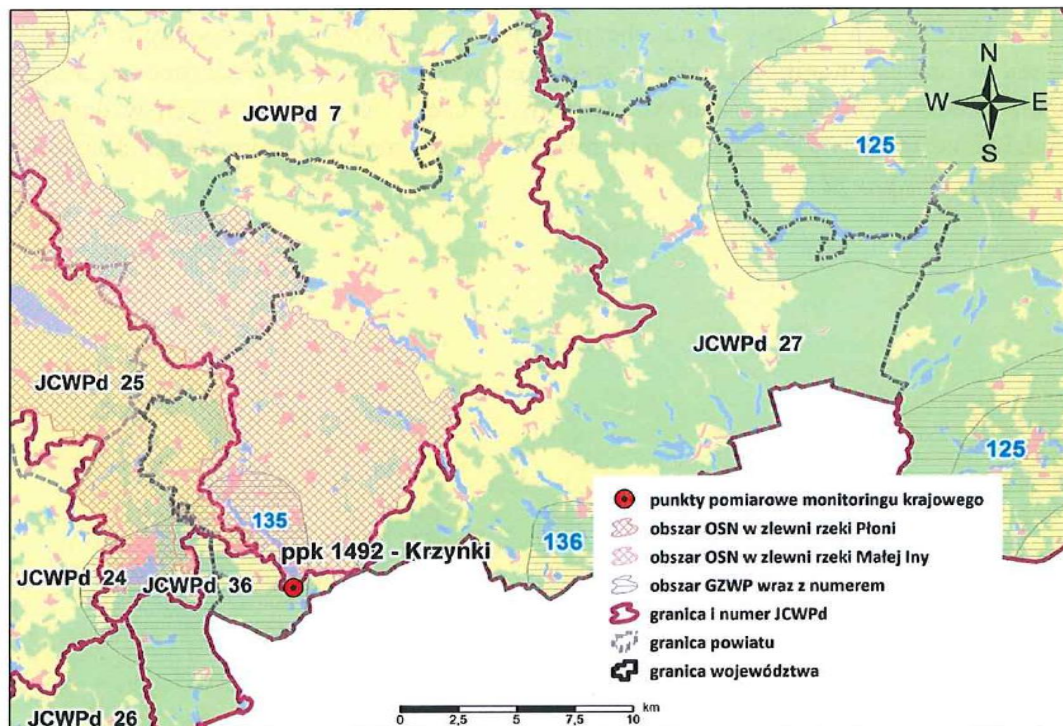 JCWPd 7
N
W
E
S
125
JCWPd 27
JCWPd 25
125
135
136
ppk 1492 - Krzynki
JCWPd 24
JCWPd 36
JCWPd 26
punkty pomiarowe monitoringu krajowego
obszar OSN w zlewni rzeki Płoni
obszar OSN w zlewni rzeki Małej Iny
obszar GZWP wraz z numerem
granica i numer JCWPd
granica powiatu
granica województwa
km
0 2,5 5 7,5 10